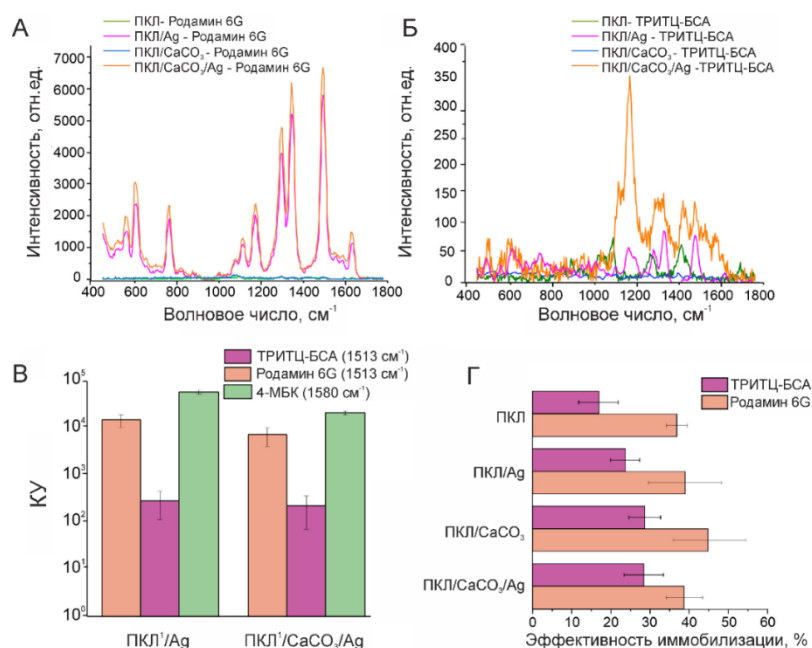 А
ПКЛ- Родамин 6G
ПКЛ/Ag - Родамин 6G
ПКЛ/CaCO₃ - Родамин 6G
ПКЛ/CaCO₃/Ag - Родамин 6G
Интенсивность, отн.ед.
7000
6000
5000
4000
3000
2000
1000
0
400 600 800 1000 1200 1400 1600 1800
Волновое число, см⁻¹
Б
ПКЛ- ТРИТЦ-БСА
ПКЛ/Ag - ТРИТЦ-БСА
ПКЛ/CaCO₃ - ТРИТЦ-БСА
ПКЛ/CaCO₃/Ag -ТРИТЦ-БСА
Интенсивность, отн.ед.
400
350
300
250
200
150
100
50
0
400 600 800 1000 1200 1400 1600 1800
Волновое число, см⁻¹
В
ТРИТЦ-БСА (1513 см⁻¹)
Родамин 6G (1513 см⁻¹)
4-МБК (1580 см⁻¹)
КУ
10⁵
10⁴
10³
10²
10¹
10⁰
ПКЛ¹/Ag ПКЛ¹/CaCO₃/Ag
Г
ТРИТЦ-БСА
Родамин 6G
ПКЛ
ПКЛ/Ag
ПКЛ/CaCO₃
ПКЛ/CaCO₃/Ag
0 10 20 30 40 50 60
Эффективность иммобилизации, %